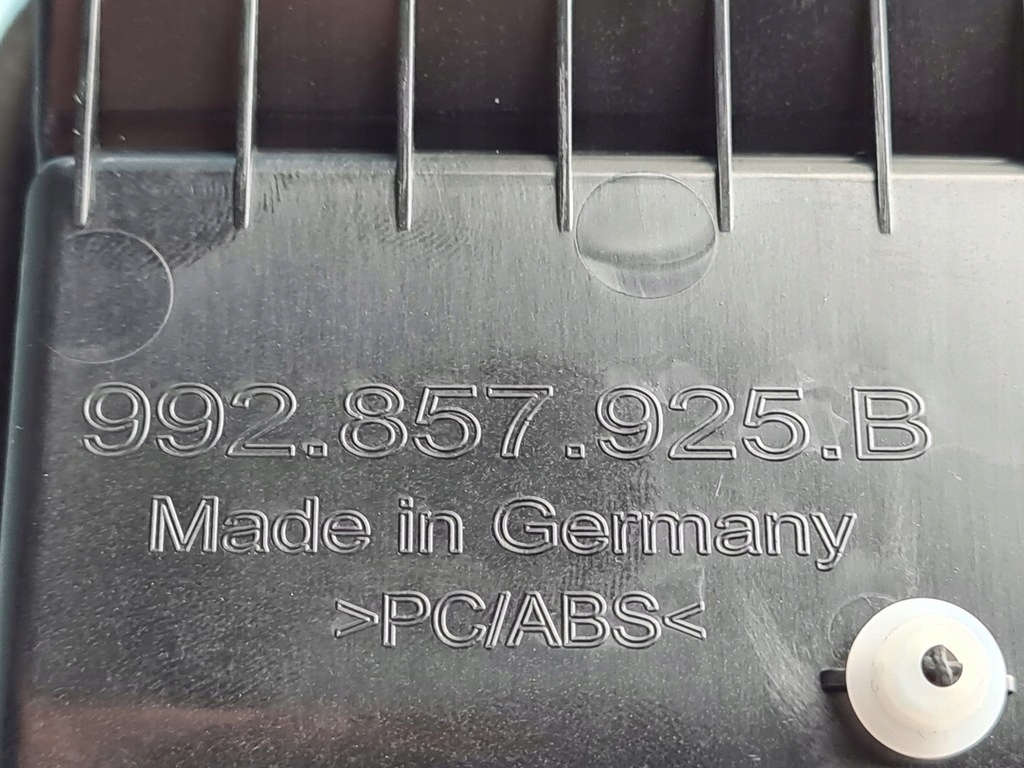 992.857.925.B
Made in Germany
>PC/ABS<